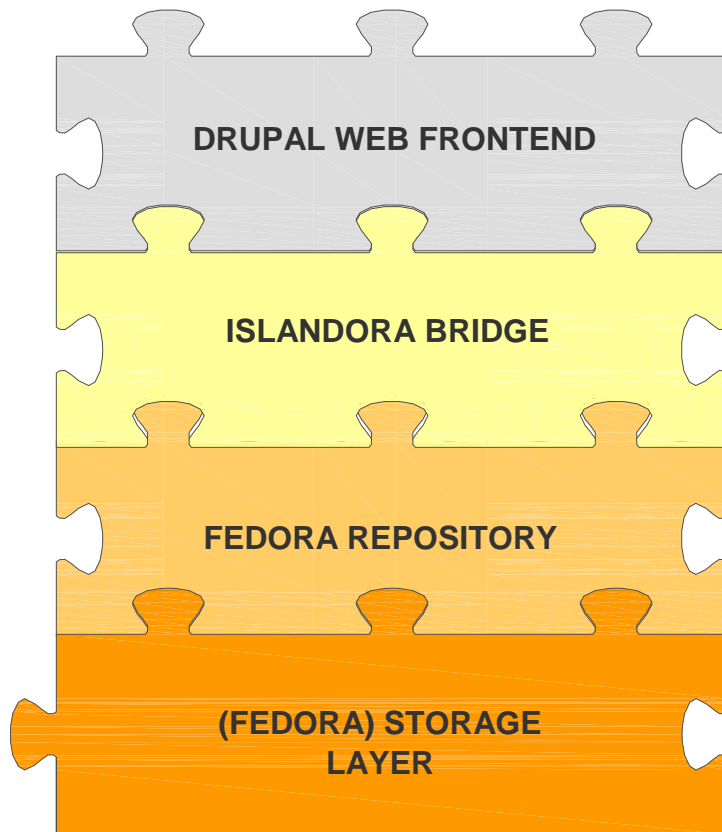 DRUPAL WEB FRONTEND
ISLANDORA BRIDGE
FEDORA REPOSITORY
(FEDORA) STORAGE
LAYER